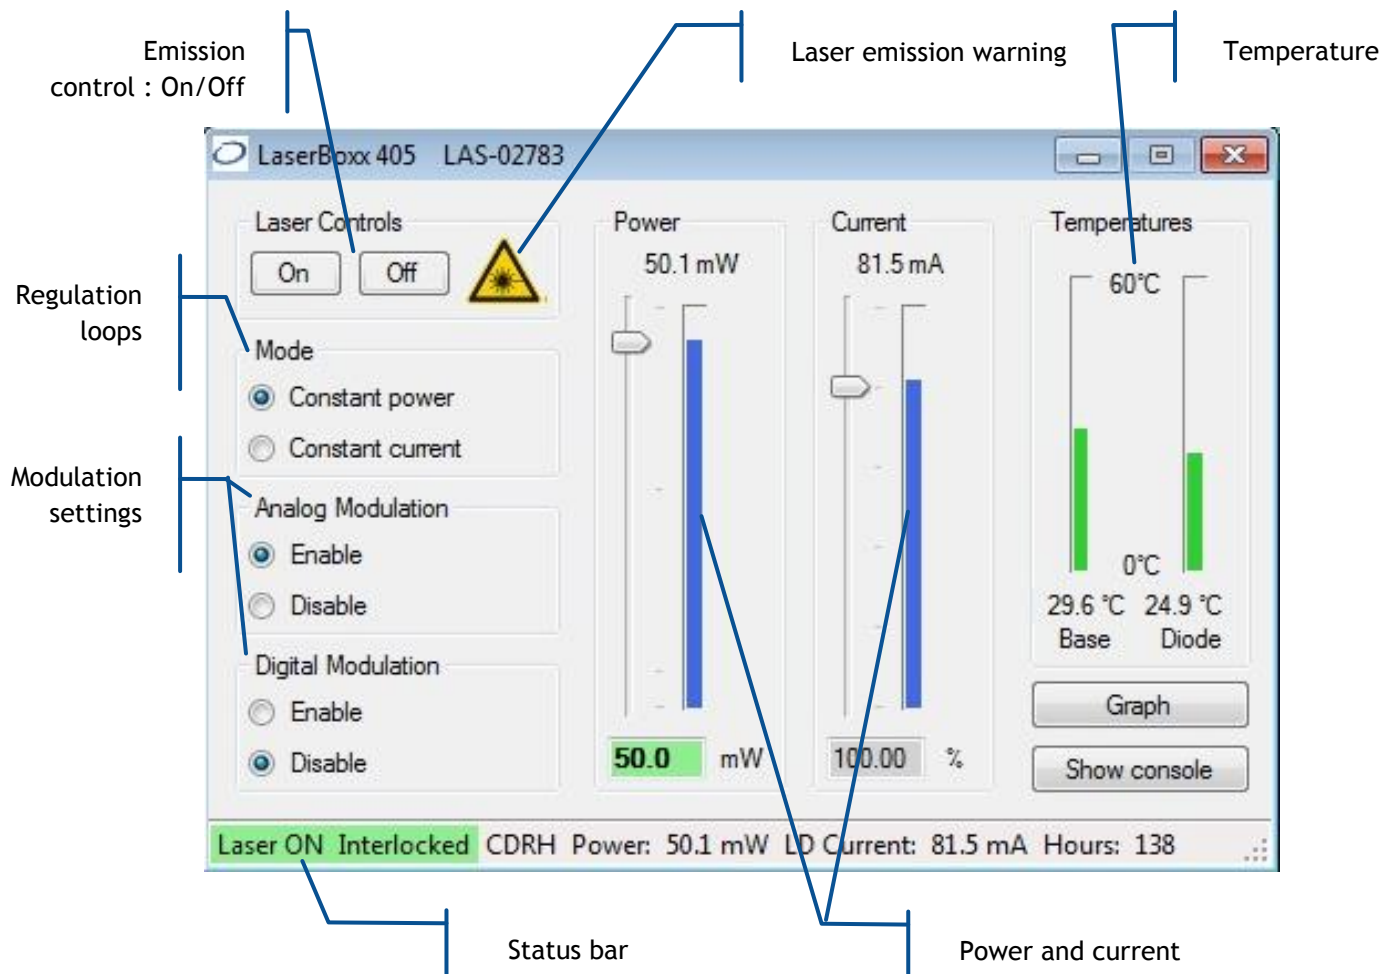 Emission
control : On/Off
Laser emission warning
Temperature
LaserBoxx 405 LAS-02783
Laser Controls
On Off
Regulation
loops
Mode
Constant power
Constant current
Modulation
settings
Analog Modulation
Enable
Disable
Digital Modulation
Enable
Disable
Power
50.1 mW
50.0 mW
Current
81.5 mA
100.00 %
Temperatures
60°C
0°C
29.6 °C 24.9 °C
Base Diode
Graph
Show console
Laser ON Interlocked CDRH Power: 50.1 mW LD Current: 81.5 mA Hours: 138
Status bar
Power and current